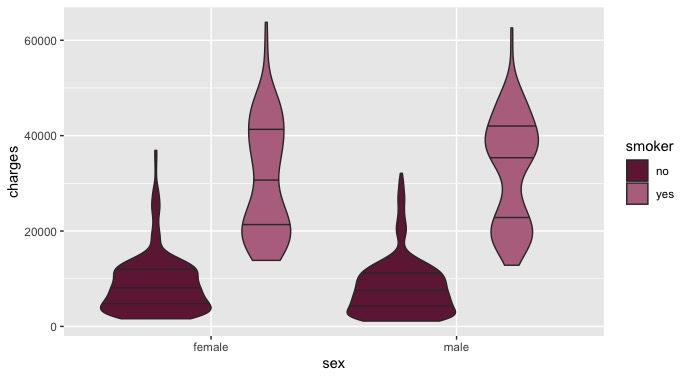 60000
40000
20000
0
charges
female
male
sex
smoker
no
yes